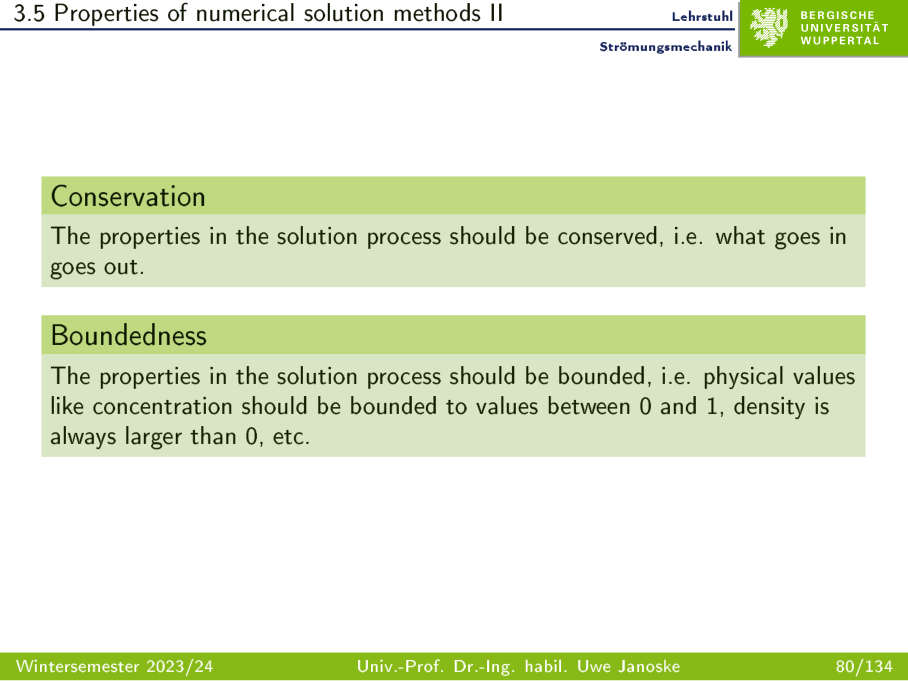 3.5 Properties of numerical solution methods II
Lehrstuhl
Strömungsmechanik
BERGISCHE
UNIVERSITÄT
WUPPERTAL
Conservation
The properties in the solution process should be conserved, i.e. what goes in
goes out.
Boundedness
The properties in the solution process should be bounded, i.e. physical values
like concentration should be bounded to values between 0 and 1, density is
always larger than 0, etc.
Wintersemester 2023/24
Univ.-Prof. Dr.-Ing. habil. Uwe Janoske
80/134